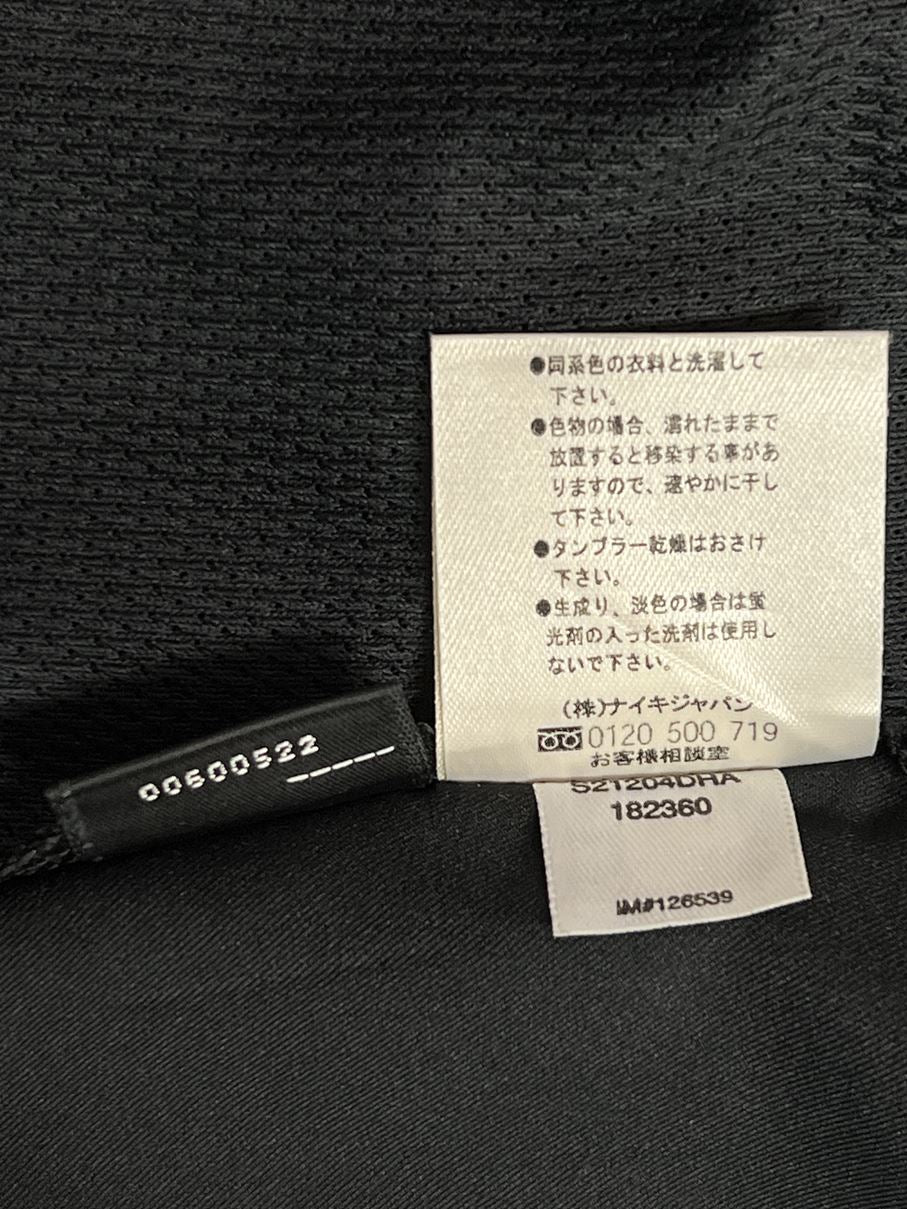 ●同系色の衣料と洗濯して
下さい。
●色物の場合、濡れたままで
放置すると移染する事があ
りますので、速やかに干し
て下さい。
●タンブラー乾燥はおさけ
下さい。
●生成り、淡色の場合は蛍
光剤の入った洗剤は使用し
ないで下さい。
(株)ナイキジャパン
0120 500 719
お客様相談室
00600522
S21204DHA
182360
IM#126539